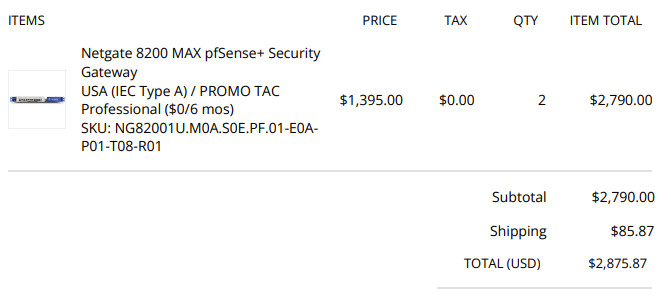 ITEMS PRICE TAX QTY ITEM TOTAL
Netgate 8200 MAX pfSense+ Security
Gateway
USA (IEC Type A) / PROMO TAC
Professional ($0/6 mos)
SKU: NG82001U.M0A.S0E.PF.01-E0A-
P01-T08-R01
$1,395.00 $0.00 2 $2,790.00
Subtotal $2,790.00
Shipping $85.87
TOTAL (USD) $2,875.87